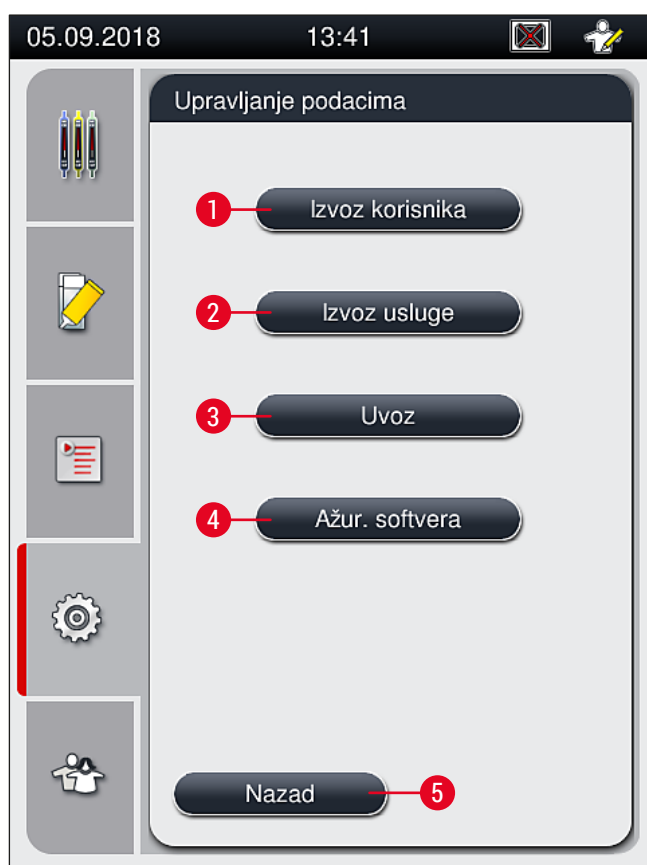 05.09.2018 13:41
Upravljanje podacima
1 Izvoz korisnika
2 Izvoz usluge
3 Uvoz
4 Ažur. softvera
Nazad 5